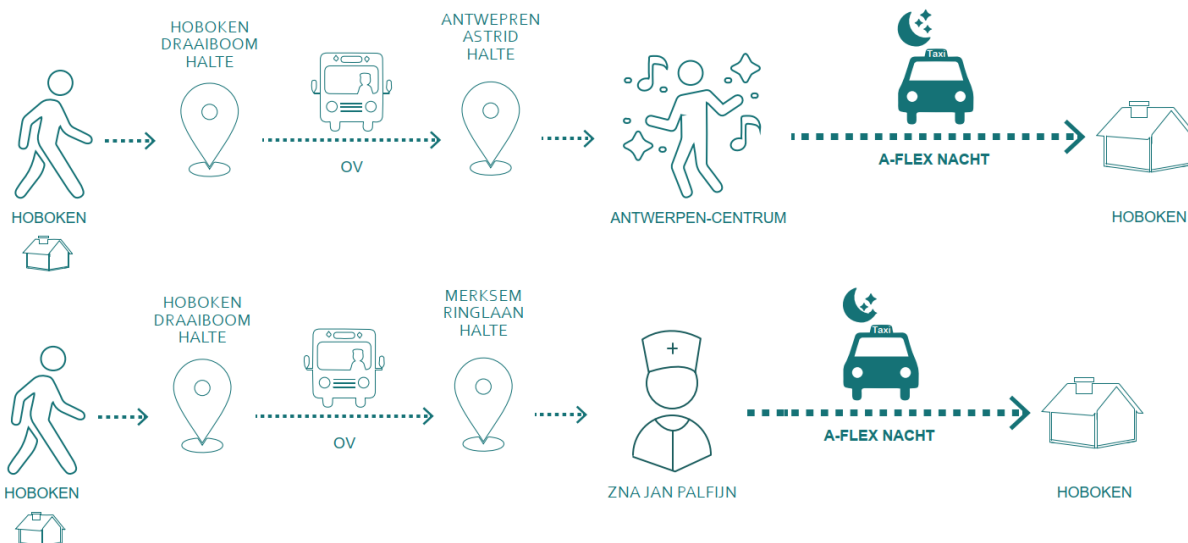 HOBOKEN
DRAAIBOOM
HALTE
ANTWEPREN
ASTRID
HALTE
Taxi
OV
A-FLEX NACHT
HOBOKEN
ANTWERPEN-CENTRUM
HOBOKEN
HOBOKEN
DRAAIBOOM
HALTE
MERKSEM
RINGLAAN
HALTE
Taxi
OV
A-FLEX NACHT
HOBOKEN
ZNA JAN PALFIJN
HOBOKEN